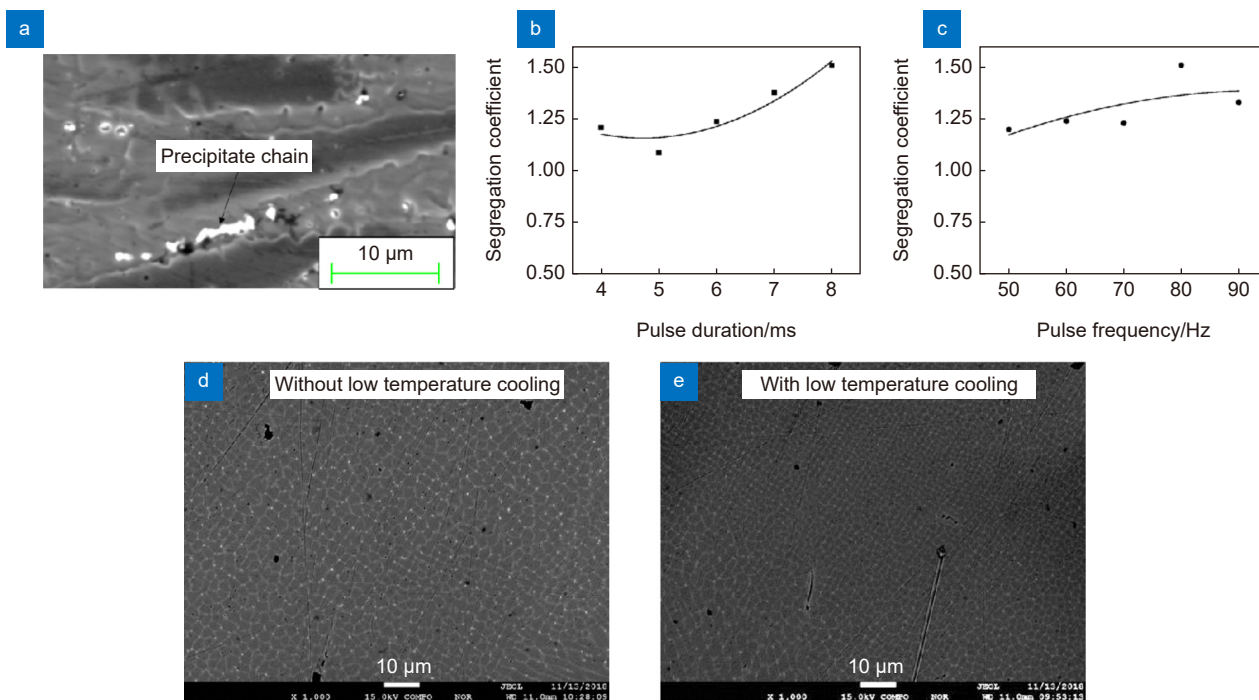 a
Precipitate chain
10 µm
b
Segregation coefficient
1.50
1.25
1.00
0.75
0.50
4 5 6 7 8
Pulse duration/ms
c
Segregation coefficient
1.50
1.25
1.00
0.75
0.50
50 60 70 80 90
Pulse frequency/Hz
d
Without low temperature cooling
10 µm
JEOL 11/13/2018
X 1,000 15.0kV COMPO NOR HD 11.0mm 10:28:09
e
With low temperature cooling
10 µm
JEOL 11/13/2018
X 1,000 15.0kV COMPO NOR HD 11.0mm 09:53:13